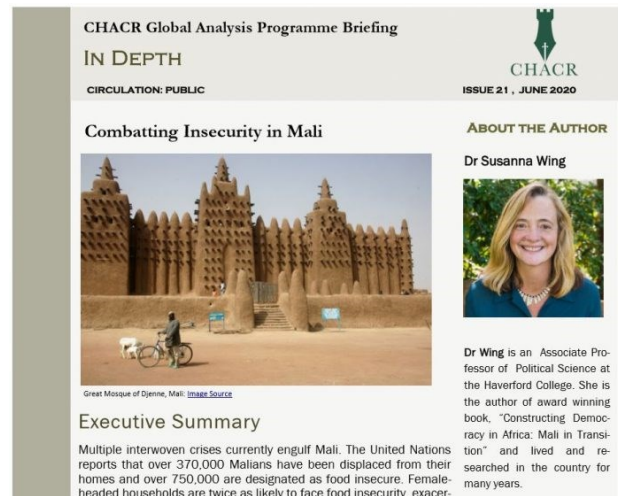 CHACR Global Analysis Programme Briefing
IN DEPTH
CHACR
CIRCULATION: PUBLIC
ISSUE 21 , JUNE 2020
Combatting Insecurity in Mali
Great Mosque of Djenne, Mali: Image Source
Executive Summary
Multiple interwoven crises currently engulf Mali. The United Nations
reports that over 370,000 Malians have been displaced from their
homes and over 750,000 are designated as food insecure. Female-
headed households are twice as likely to face food insecurity, exacer-
ABOUT THE AUTHOR
Dr Susanna Wing
Dr Wing is an Associate Pro-
fessor of Political Science at
the Haverford College. She is
the author of award winning
book, "Constructing Democ-
racy in Africa: Mali in Transi-
tion" and lived and re-
searched in the country for
many years.